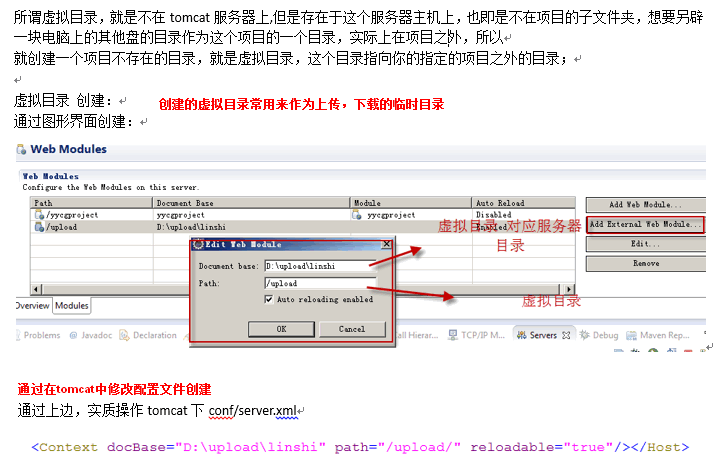 所谓虚拟目录，就是不在 tomcat 服务器上,但是存在于这个服务器主机上，也即是不在项目的子文件夹，想要另辟
一块电脑上的其他盘的目录作为这个项目的一个目录，实际上在项目之外，所以
就创建一个项目不存在的目录，就是虚拟目录，这个目录指向你的指定的项目之外的目录；
虚拟目录 创建： 创建的虚拟目录常用来作为上传，下载的临时目录
通过图形界面创建：
Web Modules
Web Modules
Configure the Web Modules on this server.
Path Document Base Module Auto Reload
/yycgproject yycgproject yycgproject Disabled
/upload D:\upload\linshi Enabled
Add Web Module...
Add External Web Module...
Edit...
Remove
虚拟目录 对应服务器
目录
Edit Web Module
Document base: D:\upload\linshi
Path: /upload
Auto reloading enabled
OK Cancel
虚拟目录
Overview Modules
Problems Javadoc Declaration Call Hierar... TCP/IP M... Servers Debug Maven Rep...
通过在tomcat中修改配置文件创建
通过上边，实质操作 tomcat 下 conf/server.xml
<Context docBase="D:\upload\linshi" path="/upload/" reloadable="true"/></Host>